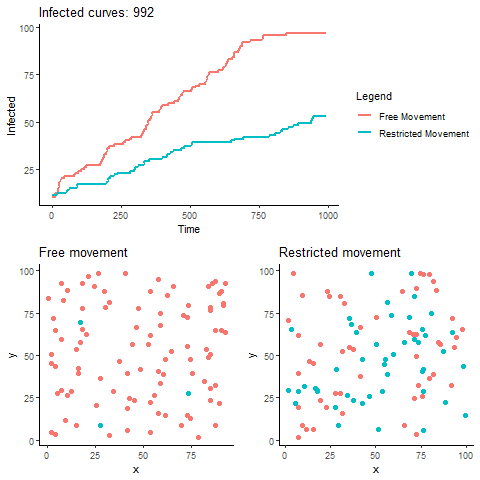 Infected curves: 992
100
75
50
25
Infected
0
250
500
750
1000
Time
Legend
Free Movement
Restricted Movement
Free movement
100
75
50
25
0
y
0
25
50
75
x
Restricted movement
100
75
50
25
0
y
0
25
50
75
100
x